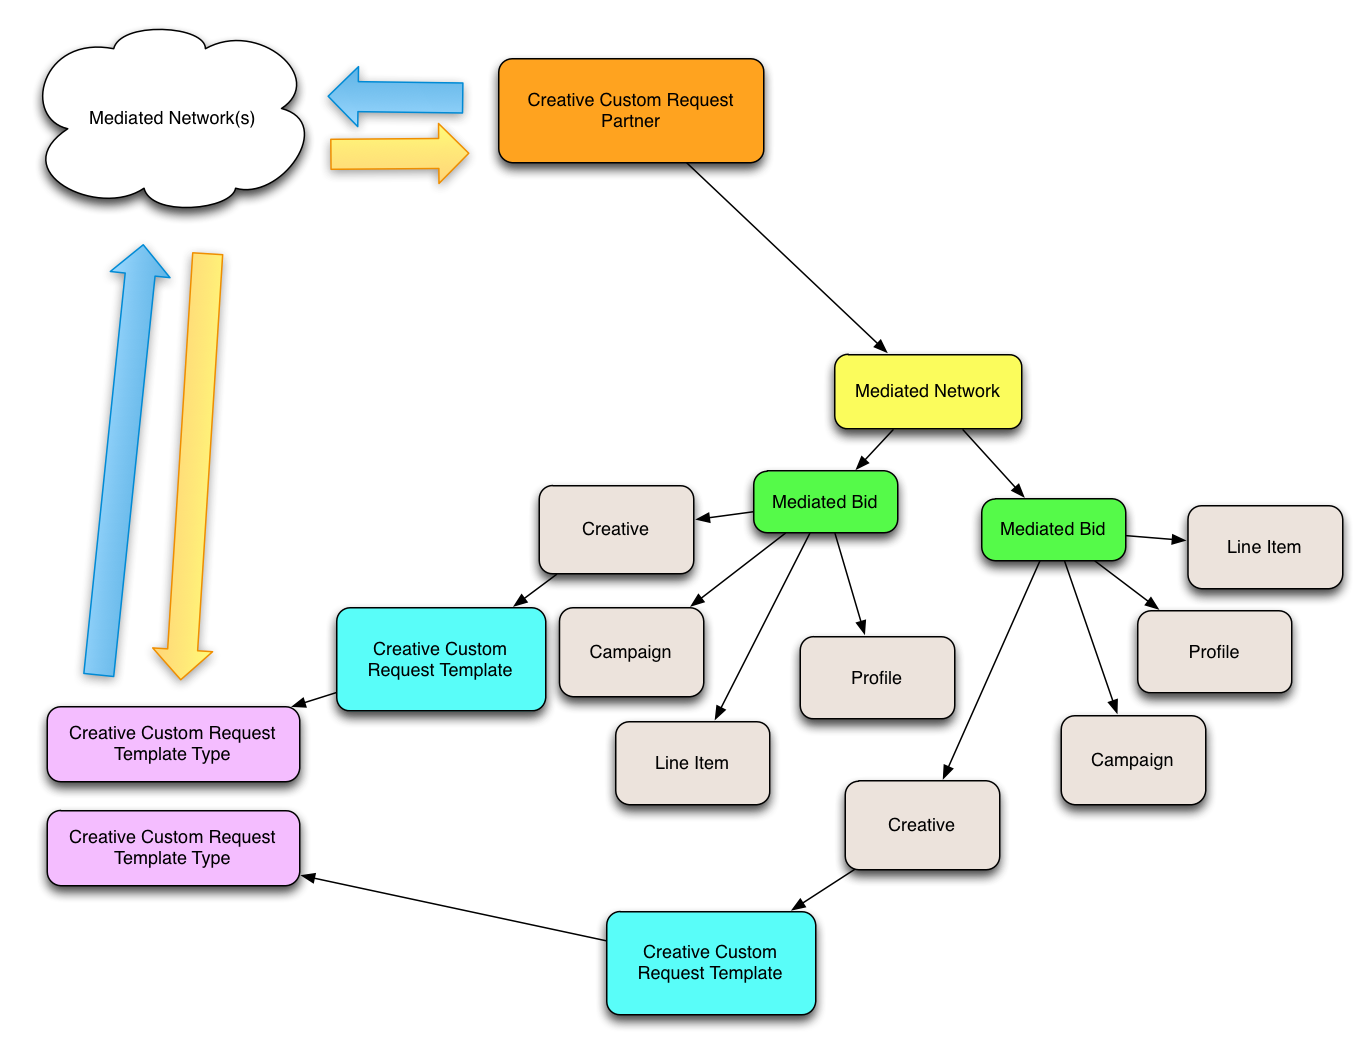 Mediated Network(s)
Creative Custom Request
Partner
Mediated Network
Mediated Bid
Mediated Bid
Creative
Line Item
Creative Custom
Request Template
Campaign
Profile
Profile
Creative Custom Request
Template Type
Line Item
Campaign
Creative Custom Request
Template Type
Creative
Creative Custom
Request Template